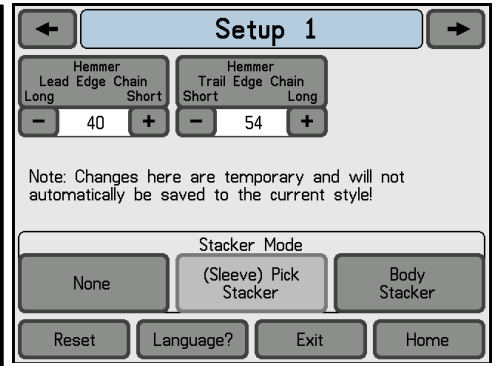 Setup 1
Hemmer
Lead Edge Chain
Long Short
- 40 +
Hemmer
Trail Edge Chain
Short Long
- 54 +
Note: Changes here are temporary and will not
automatically be saved to the current style!
Stacker Mode
None
(Sleeve) Pick
Stacker
Body
Stacker
Reset Language? Exit Home